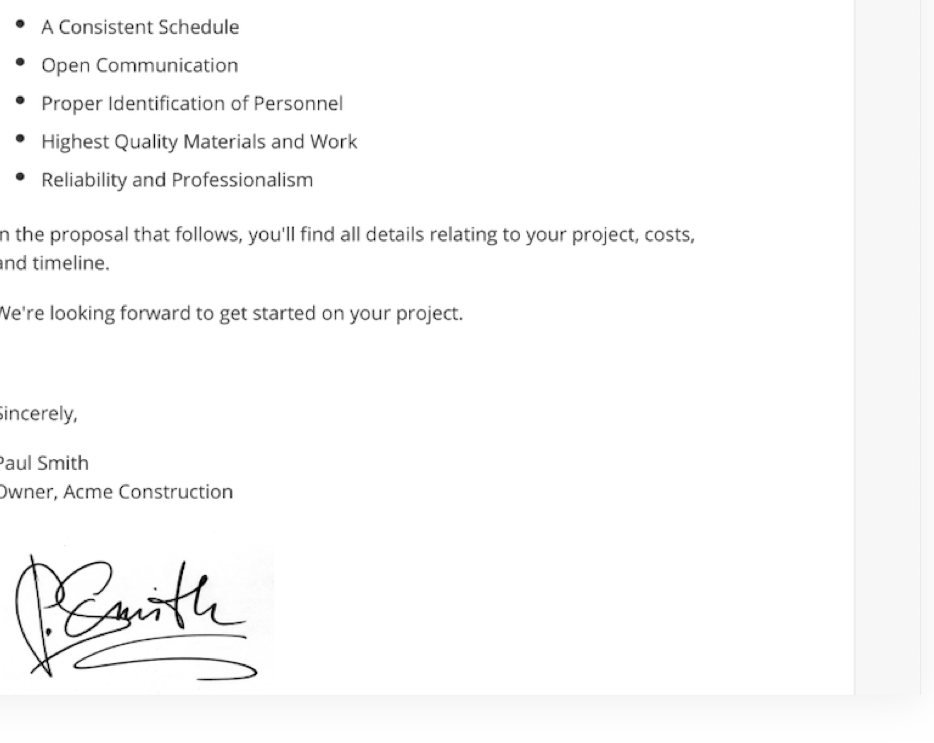 A Consistent Schedule
Open Communication
Proper Identification of Personnel
Highest Quality Materials and Work
Reliability and Professionalism
n the proposal that follows, you'll find all details relating to your project, costs,
and timeline.
We're looking forward to get started on your project.
Sincerely,
Paul Smith
Owner, Acme Construction
P. Smith